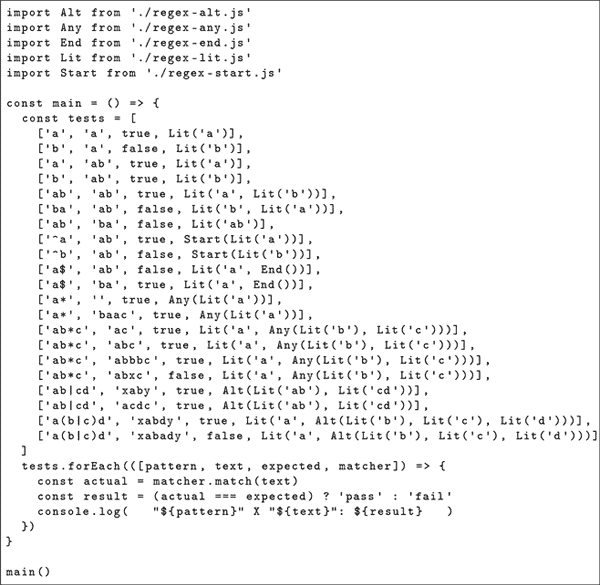 import Alt from './regex-alt.js'
import Any from './regex-any.js'
import End from './regex-end.js'
import Lit from './regex-lit.js'
import Start from './regex-start.js'

const main = () => {
  const tests = [
    ['a', 'a', true, Lit('a')],
    ['b', 'a', false, Lit('b')],
    ['a', 'ab', true, Lit('a')],
    ['b', 'ab', true, Lit('b')],
    ['ab', 'ab', true, Lit('a', Lit('b'))],
    ['ba', 'ab', false, Lit('b', Lit('a'))],
    ['ab', 'ba', false, Lit('ab')],
    ['^a', 'ab', true, Start(Lit('a'))],
    ['^b', 'ab', false, Start(Lit('b'))],
    ['a$', 'ab', false, Lit('a', End())],
    ['a$', 'ba', true, Lit('a', End())],
    ['a*', '', true, Any(Lit('a'))],
    ['a*', 'baac', true, Any(Lit('a'))],
    ['ab*c', 'ac', true, Lit('a', Any(Lit('b'), Lit('c')))],
    ['ab*c', 'abc', true, Lit('a', Any(Lit('b'), Lit('c')))],
    ['ab*c', 'abbbc', true, Lit('a', Any(Lit('b'), Lit('c')))],
    ['ab*c', 'abxc', false, Lit('a', Any(Lit('b'), Lit('c')))],
    ['ab|cd', 'xaby', true, Alt(Lit('ab'), Lit('cd'))],
    ['ab|cd', 'acdc', true, Alt(Lit('ab'), Lit('cd'))],
    ['a(b|c)d', 'xabdy', true, Lit('a', Alt(Lit('b'), Lit('c'), Lit('d')))],
    ['a(b|c)d', 'xabady', false, Lit('a', Alt(Lit('b'), Lit('c'), Lit('d')))]
  ]
  tests.forEach(([pattern, text, expected, matcher]) => {
    const actual = matcher.match(text)
    const result = (actual === expected) ? 'pass' : 'fail'
    console.log(   "${pattern}" X "${text}": ${result}   )
  })
}

main()